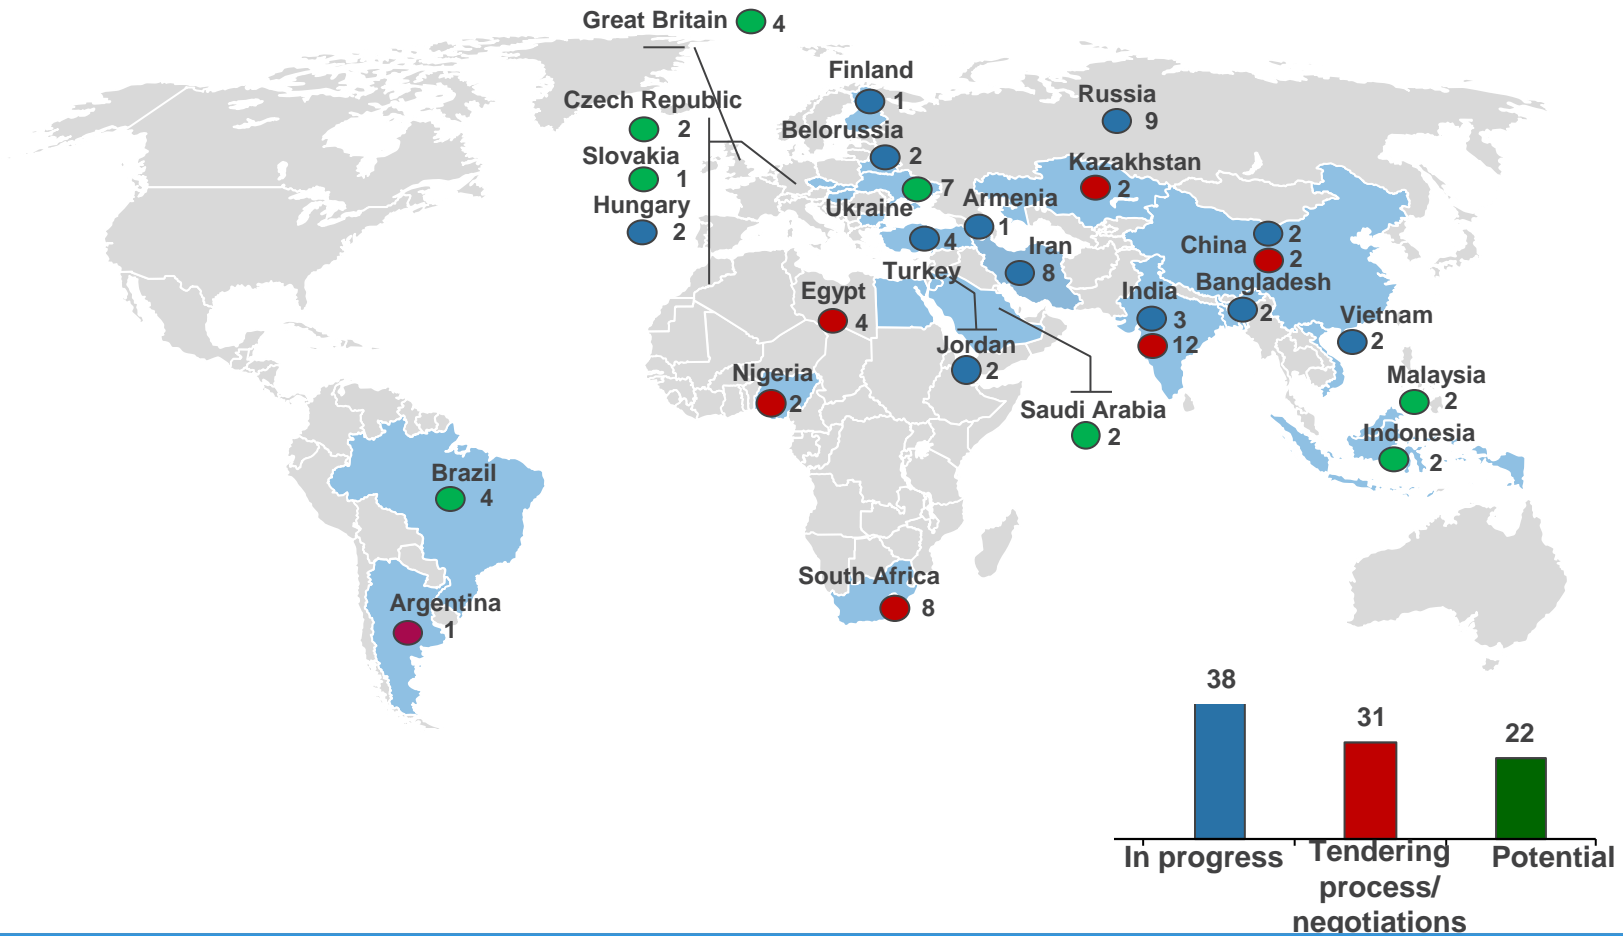 Great Britain 4
Finland
1
Czech Republic
2
Russia
9
Belorussia
2
Slovakia
1
Kazakhstan
2
Hungary
2
Ukraine
7
Armenia
1
4
Turkey
Iran
8
China
2
2
Egypt
4
India
3
12
Bangladesh
2
Vietnam
2
Jordan
2
Nigeria
2
Malaysia
2
Saudi Arabia
2
Indonesia
2
Brazil
4
South Africa
8
Argentina
1
38
31
22
In progress
Tendering
process/
negotiations
Potential